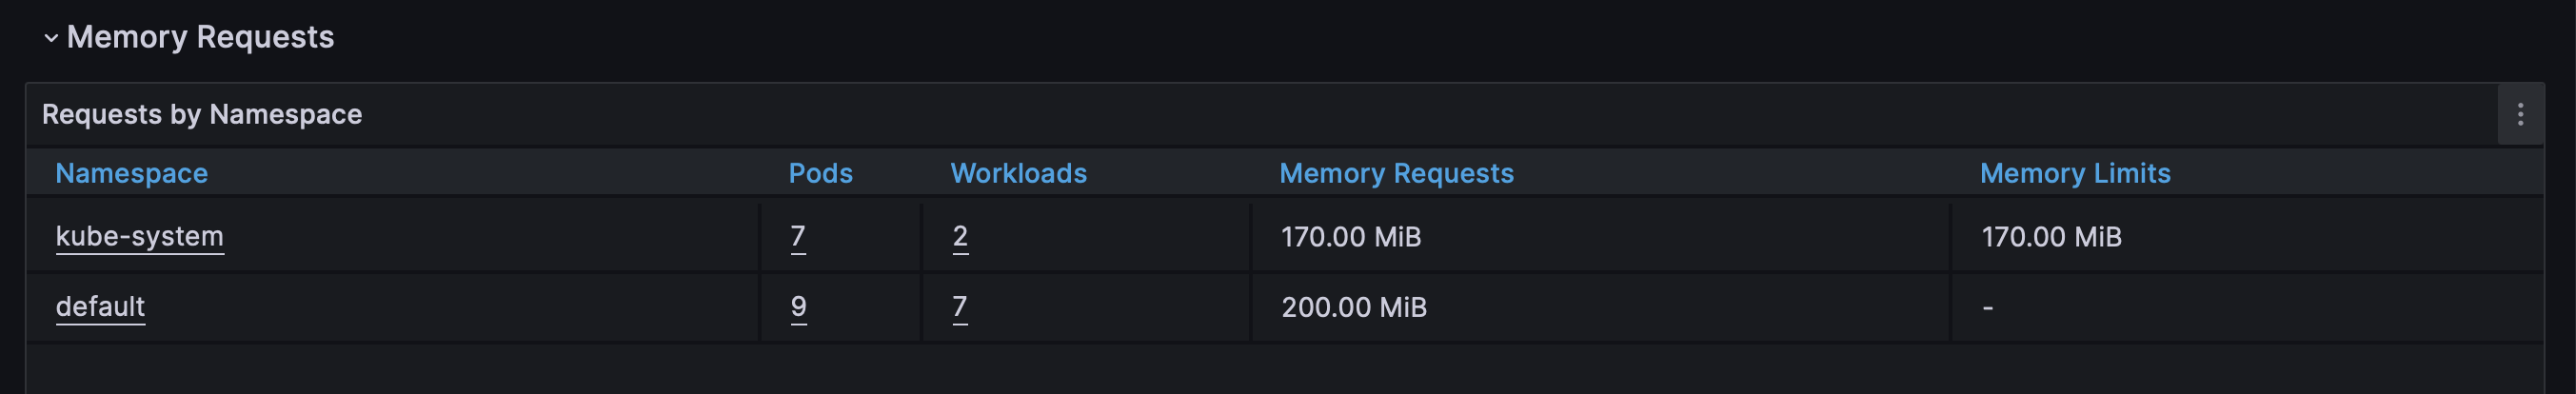 Memory Requests
Requests by Namespace
Namespace Pods Workloads Memory Requests Memory Limits
kube-system 7 2 170.00 MiB 170.00 MiB
default 9 7 200.00 MiB -